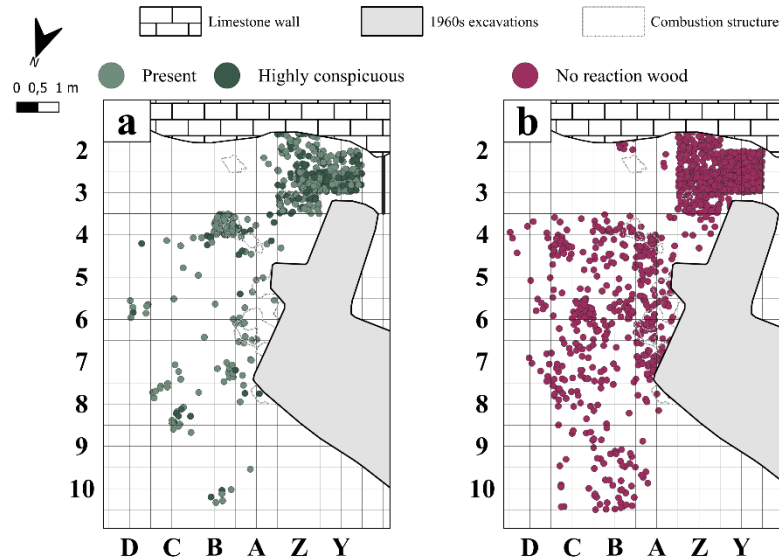 Limestone wall
1960s excavations
Combustion structure
N
0 0,5 1 m
Present
Highly conspicuous
No reaction wood
a
b
2
2
3
3
4
4
5
5
6
6
7
7
8
8
9
9
10
10
D C B A Z Y
D C B A Z Y